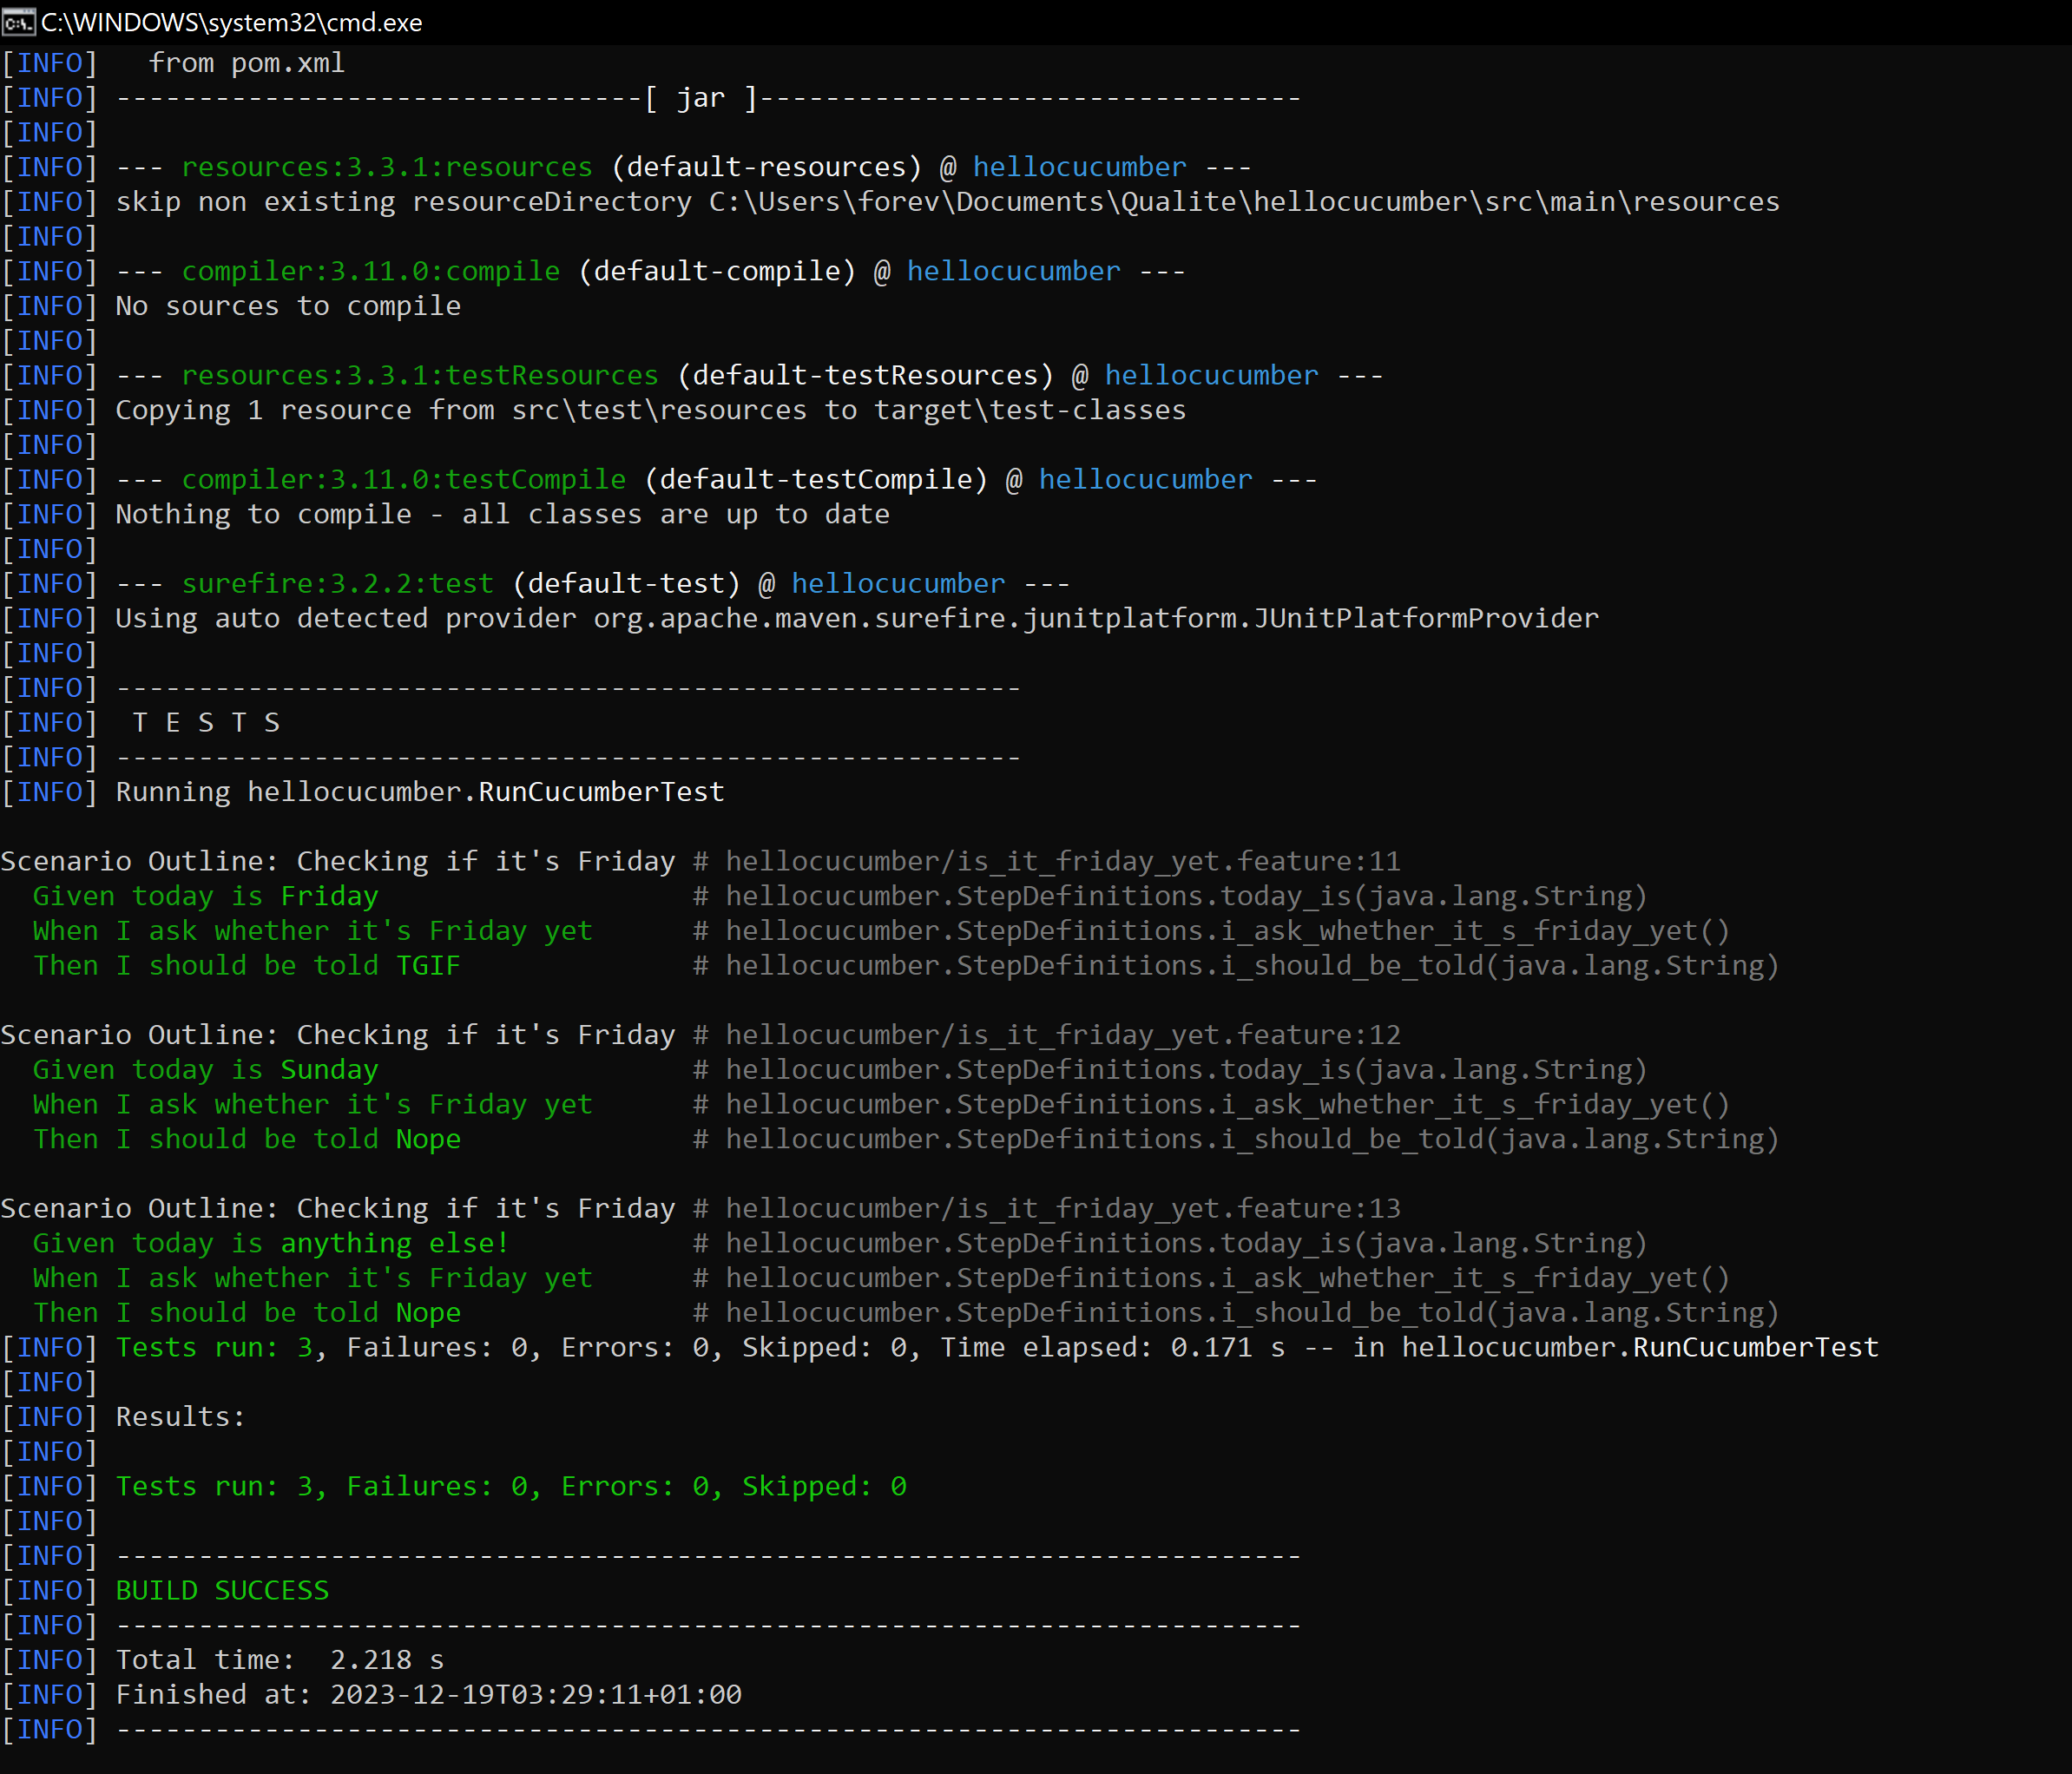 C:\WINDOWS\system32\cmd.exe
[INFO]   from pom.xml
[INFO] --------------------------------[ jar ]---------------------------------
[INFO]
[INFO] --- resources:3.3.1:resources (default-resources) @ hellocucumber ---
[INFO] skip non existing resourceDirectory C:\Users\forev\Documents\Qualite\hellocucumber\src\main\resources
[INFO]
[INFO] --- compiler:3.11.0:compile (default-compile) @ hellocucumber ---
[INFO] No sources to compile
[INFO]
[INFO] --- resources:3.3.1:testResources (default-testResources) @ hellocucumber ---
[INFO] Copying 1 resource from src\test\resources to target\test-classes
[INFO]
[INFO] --- compiler:3.11.0:testCompile (default-testCompile) @ hellocucumber ---
[INFO] Nothing to compile - all classes are up to date
[INFO]
[INFO] --- surefire:3.2.2:test (default-test) @ hellocucumber ---
[INFO] Using auto detected provider org.apache.maven.surefire.junitplatform.JUnitPlatformProvider
[INFO]
[INFO] -------------------------------------------------------
[INFO]  T E S T S
[INFO] -------------------------------------------------------
[INFO] Running hellocucumber.RunCucumberTest

Scenario Outline: Checking if it's Friday # hellocucumber/is_it_friday_yet.feature:11
  Given today is Friday                   # hellocucumber.StepDefinitions.today_is(java.lang.String)
  When I ask whether it's Friday yet      # hellocucumber.StepDefinitions.i_ask_whether_it_s_friday_yet()
  Then I should be told TGIF              # hellocucumber.StepDefinitions.i_should_be_told(java.lang.String)

Scenario Outline: Checking if it's Friday # hellocucumber/is_it_friday_yet.feature:12
  Given today is Sunday                   # hellocucumber.StepDefinitions.today_is(java.lang.String)
  When I ask whether it's Friday yet      # hellocucumber.StepDefinitions.i_ask_whether_it_s_friday_yet()
  Then I should be told Nope              # hellocucumber.StepDefinitions.i_should_be_told(java.lang.String)

Scenario Outline: Checking if it's Friday # hellocucumber/is_it_friday_yet.feature:13
  Given today is anything else!           # hellocucumber.StepDefinitions.today_is(java.lang.String)
  When I ask whether it's Friday yet      # hellocucumber.StepDefinitions.i_ask_whether_it_s_friday_yet()
  Then I should be told Nope              # hellocucumber.StepDefinitions.i_should_be_told(java.lang.String)
[INFO] Tests run: 3, Failures: 0, Errors: 0, Skipped: 0, Time elapsed: 0.171 s -- in hellocucumber.RunCucumberTest
[INFO]
[INFO] Results:
[INFO]
[INFO] Tests run: 3, Failures: 0, Errors: 0, Skipped: 0
[INFO]
[INFO] ------------------------------------------------------------------------
[INFO] BUILD SUCCESS
[INFO] ------------------------------------------------------------------------
[INFO] Total time:  2.218 s
[INFO] Finished at: 2023-12-19T03:29:11+01:00
[INFO] ------------------------------------------------------------------------